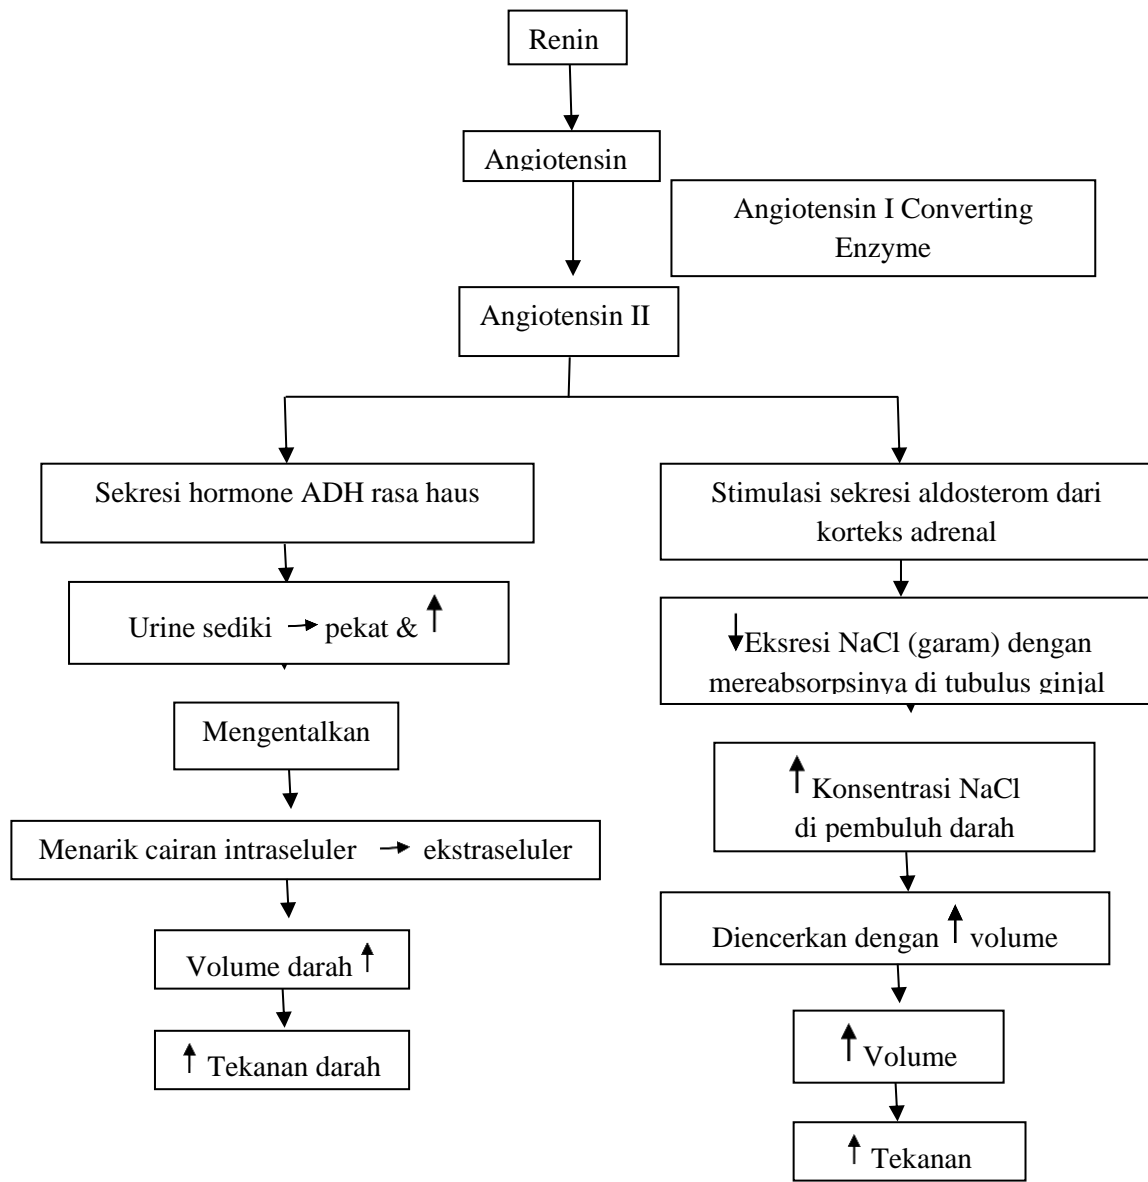 Renin
Angiotensin
Angiotensin I Converting
Enzyme
Angiotensin II
Sekresi hormone ADH rasa haus
Urine sediki → pekat & ↑
Mengentalkan
Menarik cairan intraseluler → ekstraseluler
Volume darah ↑
↑ Tekanan darah
Stimulasi sekresi aldosterom dari
korteks adrenal
↓Eksresi NaCl (garam) dengan
mereabsorpsinya di tubulus ginjal
↑ Konsentrasi NaCl
di pembuluh darah
Diencerkan dengan ↑ volume
↑ Volume
↑ Tekanan